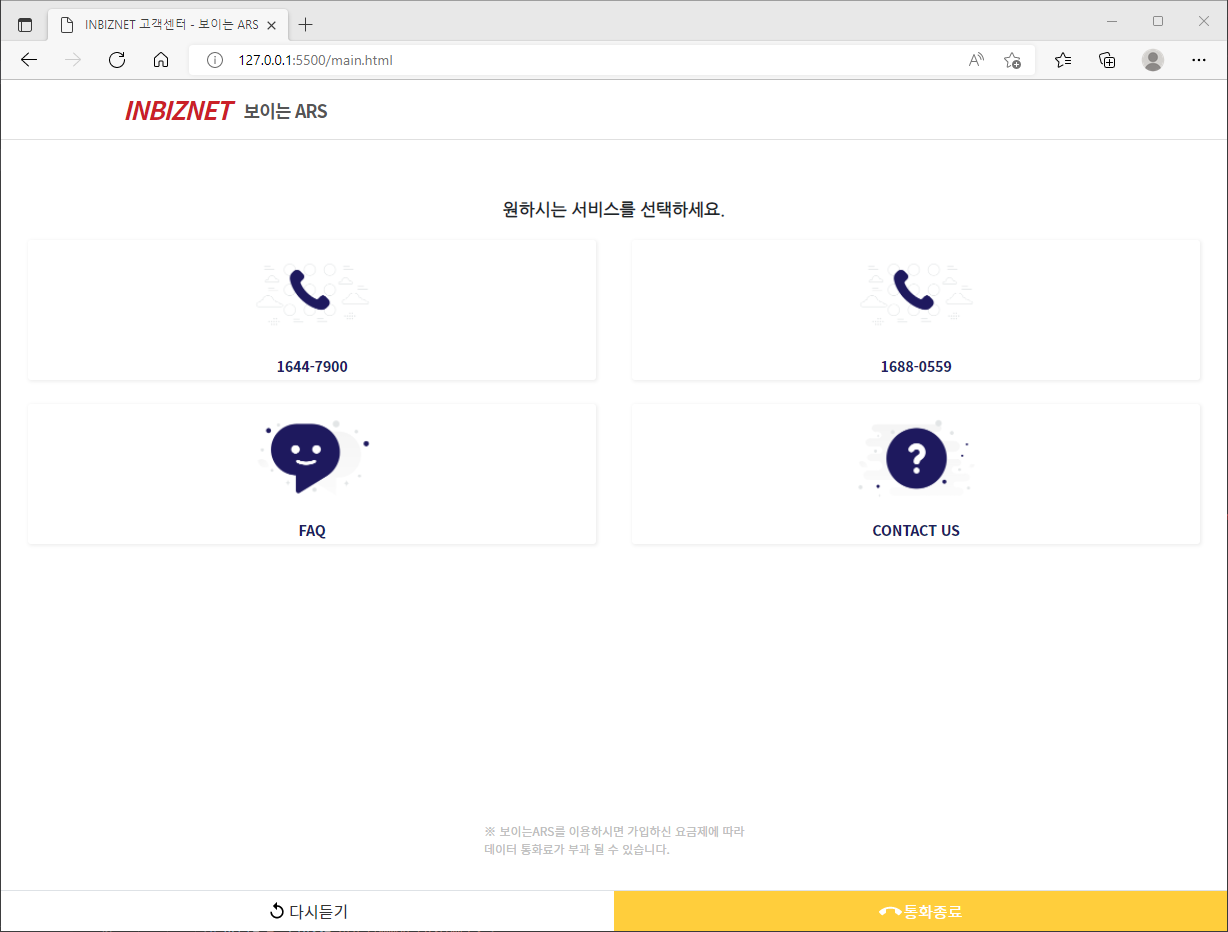 INBIZNET 고객센터 - 보이는 ARS
127.0.0.1:5500/main.html
INBIZNET 보이는 ARS
원하시는 서비스를 선택하세요.
1644-7900
1688-0559
FAQ
CONTACT US
※ 보이는ARS를 이용하시면 가입하신 요금제에 따라
데이터 통화료가 부과 될 수 있습니다.
다시듣기
통화종료